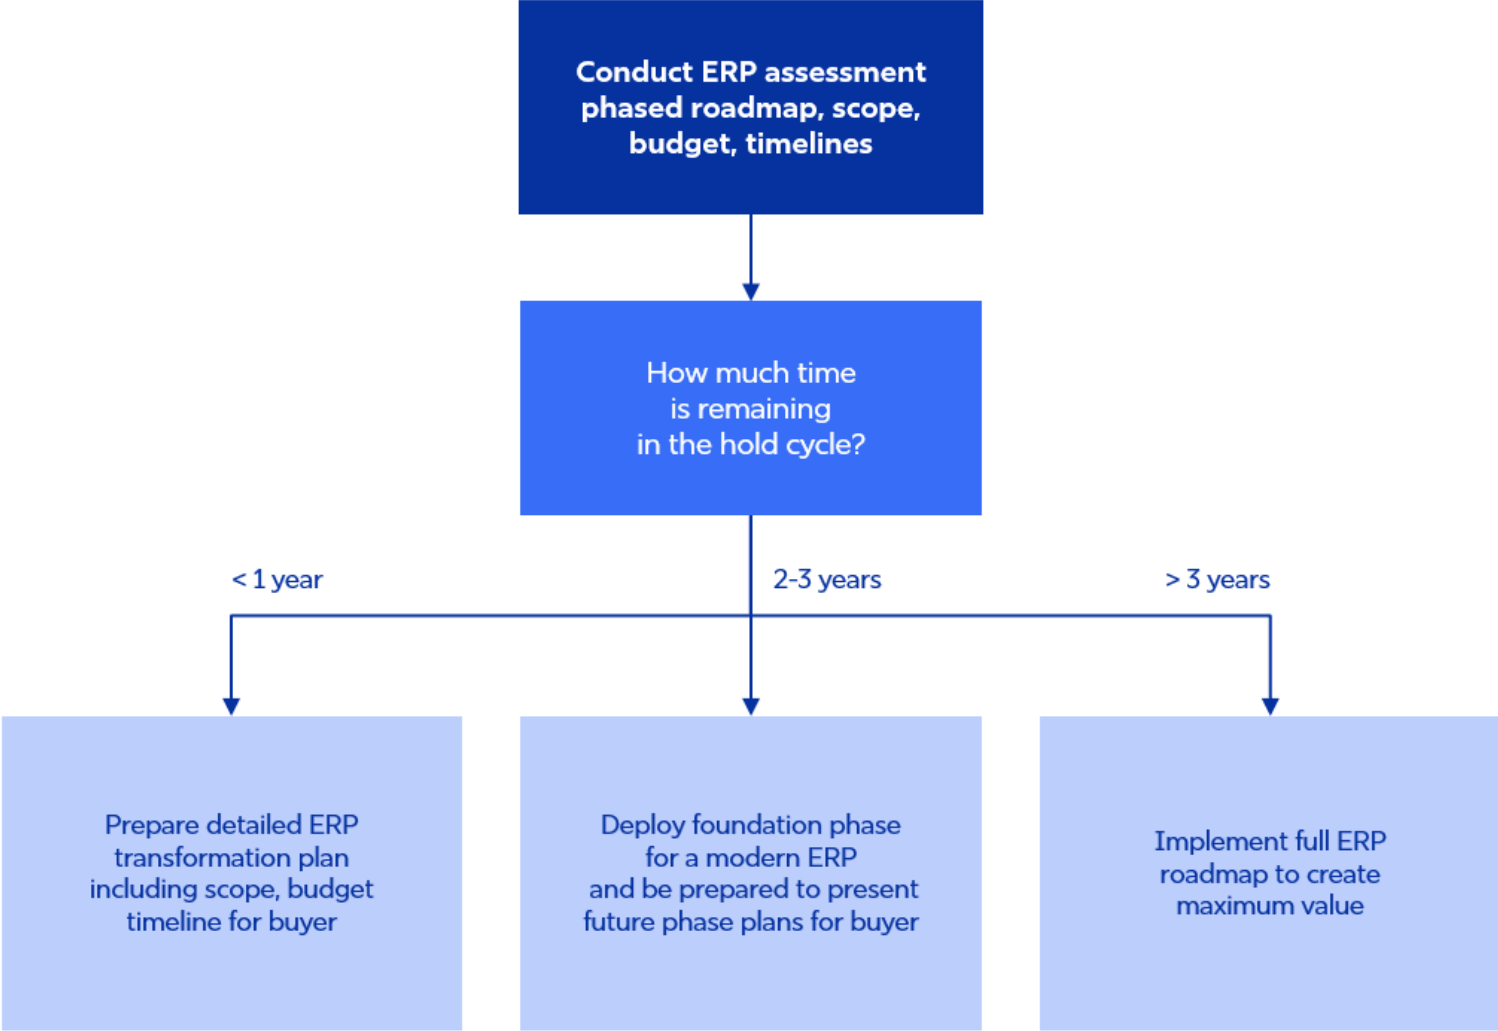 Conduct ERP assessment
phased roadmap, scope,
budget, timelines
How much time
is remaining
in the hold cycle?
< 1 year
2-3 years
> 3 years
Prepare detailed ERP
transformation plan
including scope, budget
timeline for buyer
Deploy foundation phase
for a modern ERP
and be prepared to present
future phase plans for buyer
Implement full ERP
roadmap to create
maximum value